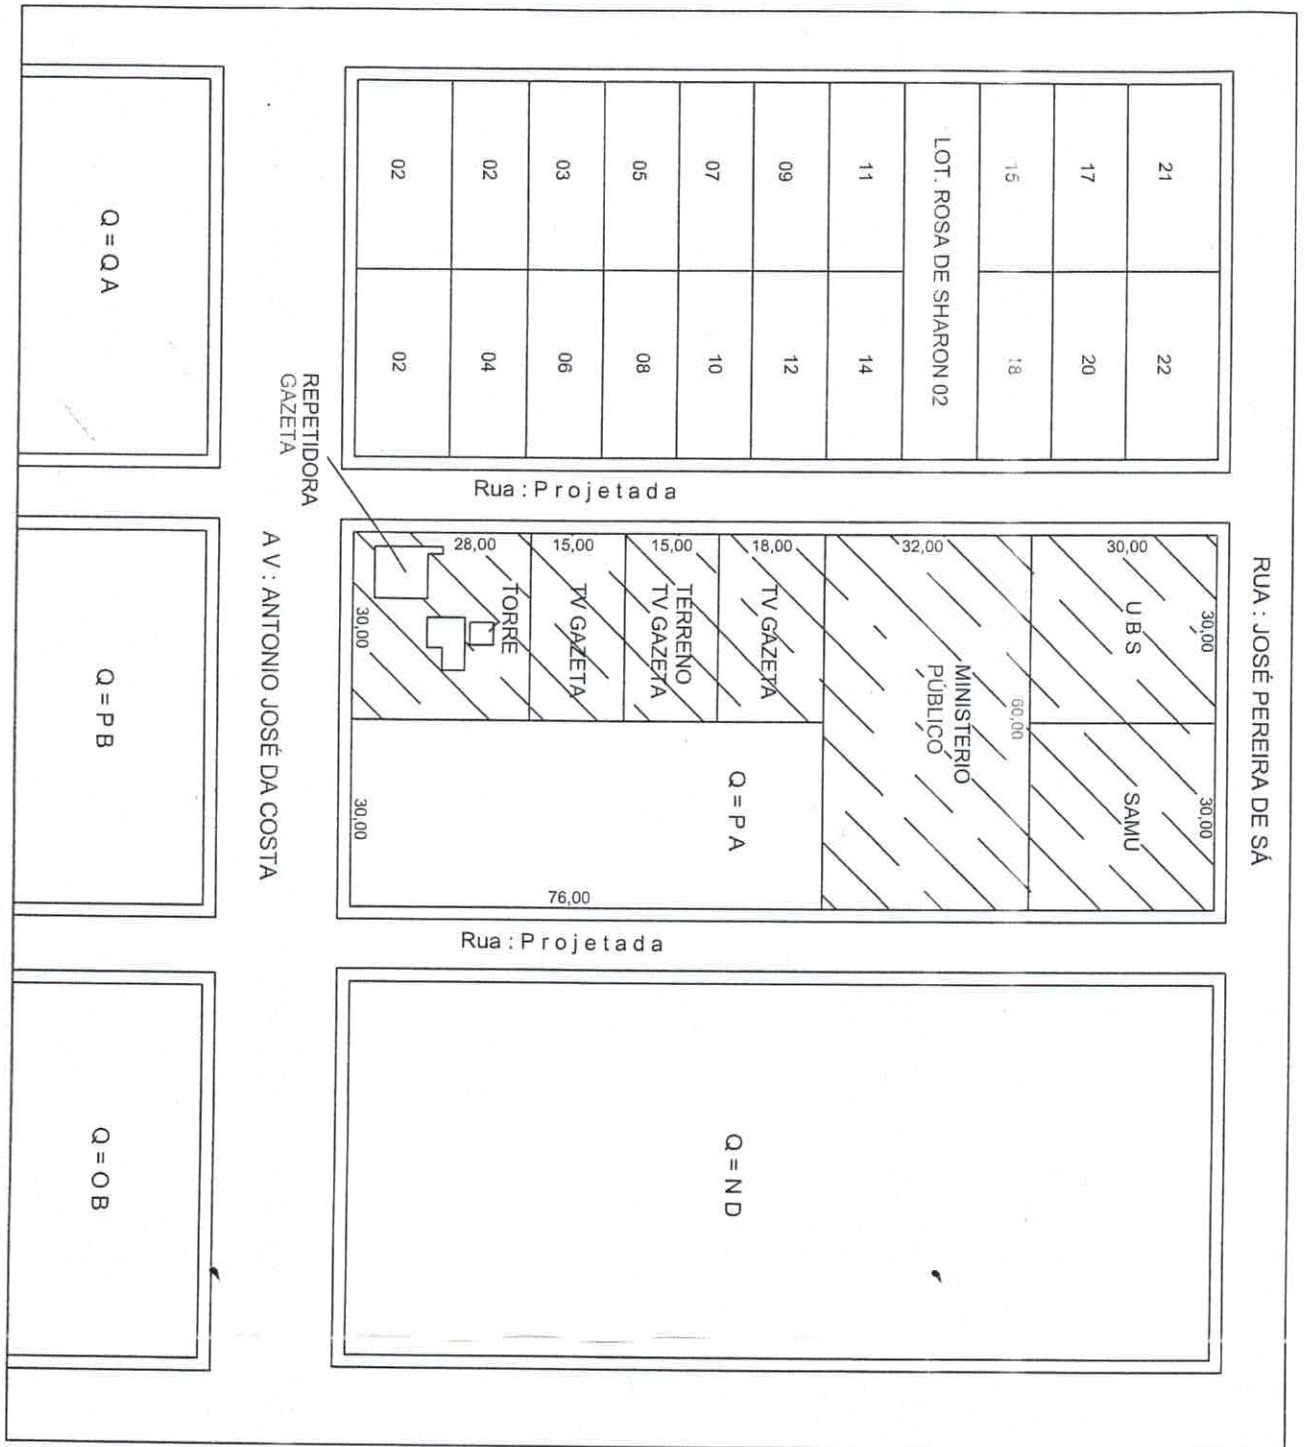 RUA : JOSÉ PEREIRA DE SÁ
21
22
17
20
15
18
LOT. ROSA DE SHARON 02
11
14
09
12
07
10
05
08
03
06
02
04
02
02
Rua : Projetada
30,00
30,00
30,00
U B S
SAMU
32,00
60,00
MINISTERIO
PÚBLICO
18,00
TV GAZETA
15,00
TERRENO
TV GAZETA
15,00
TV GAZETA
28,00
TORRE
30,00
30,00
Q = P A
76,00
REPETIDORA
GAZETA
Rua : Projetada
Q = N D
A V : ANTONIO JOSÉ DA COSTA
Q = Q A
Q = P B
Q = O B